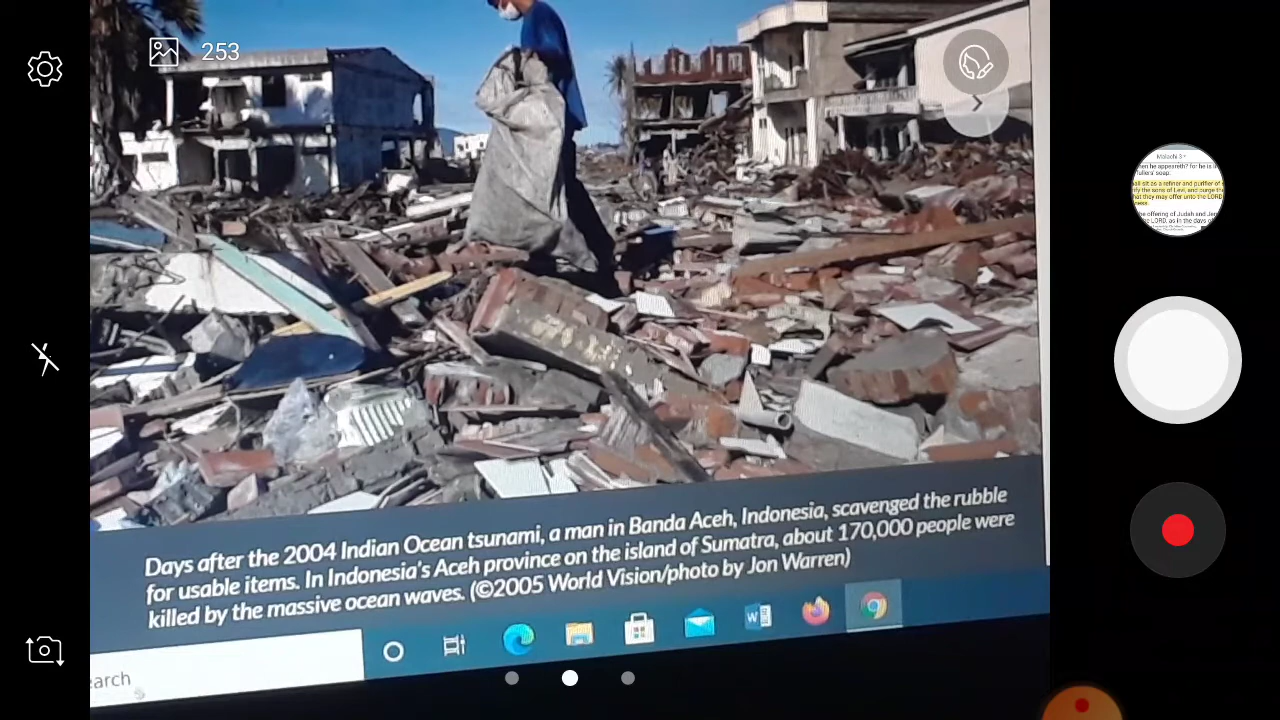 253
Malachi 3
Days after the 2004 Indian Ocean tsunami, a man in Banda Aceh, Indonesia, scavenged the rubble
for usable items. In Indonesia's Aceh province on the island of Sumatra, about 170,000 people were
killed by the massive ocean waves. (©2005 World Vision/photo by Jon Warren)
earch